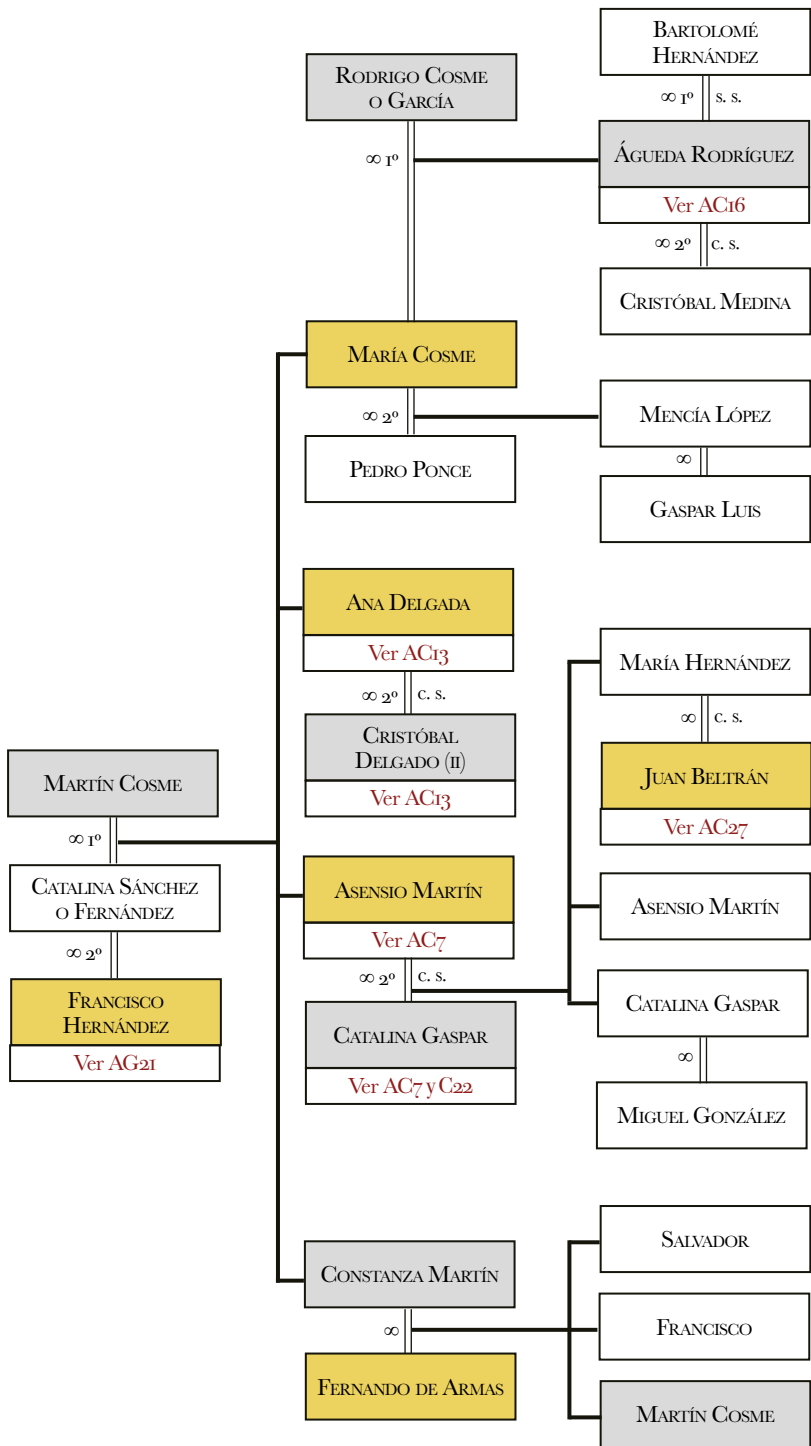 Bartolomé
Hernández
∞ 1º s. s.
Rodrigo Cosme
o García
∞ 1º
Águeda Rodríguez
Ver AC16
∞ 2º c. s.
Cristóbal Medina
María Cosme
∞ 2º
Pedro Ponce
Mencía López
∞
Gaspar Luis
Ana Delgada
Ver AC13
∞ 2º c. s.
Cristóbal
Delgado (II)
Ver AC13
María Hernández
∞ c. s.
Juan Beltrán
Ver AC27
Martín Cosme
∞ 1º
Catalina Sánchez
o Fernández
∞ 2º
Francisco
Hernández
Ver AG21
Asensio Martín
Ver AC7
∞ 2º c. s.
Catalina Gaspar
Ver AC7 y C22
Asensio Martín
Catalina Gaspar
∞
Miguel González
Constanza Martín
∞
Fernando de Armas
Salvador
Francisco
Martín Cosme